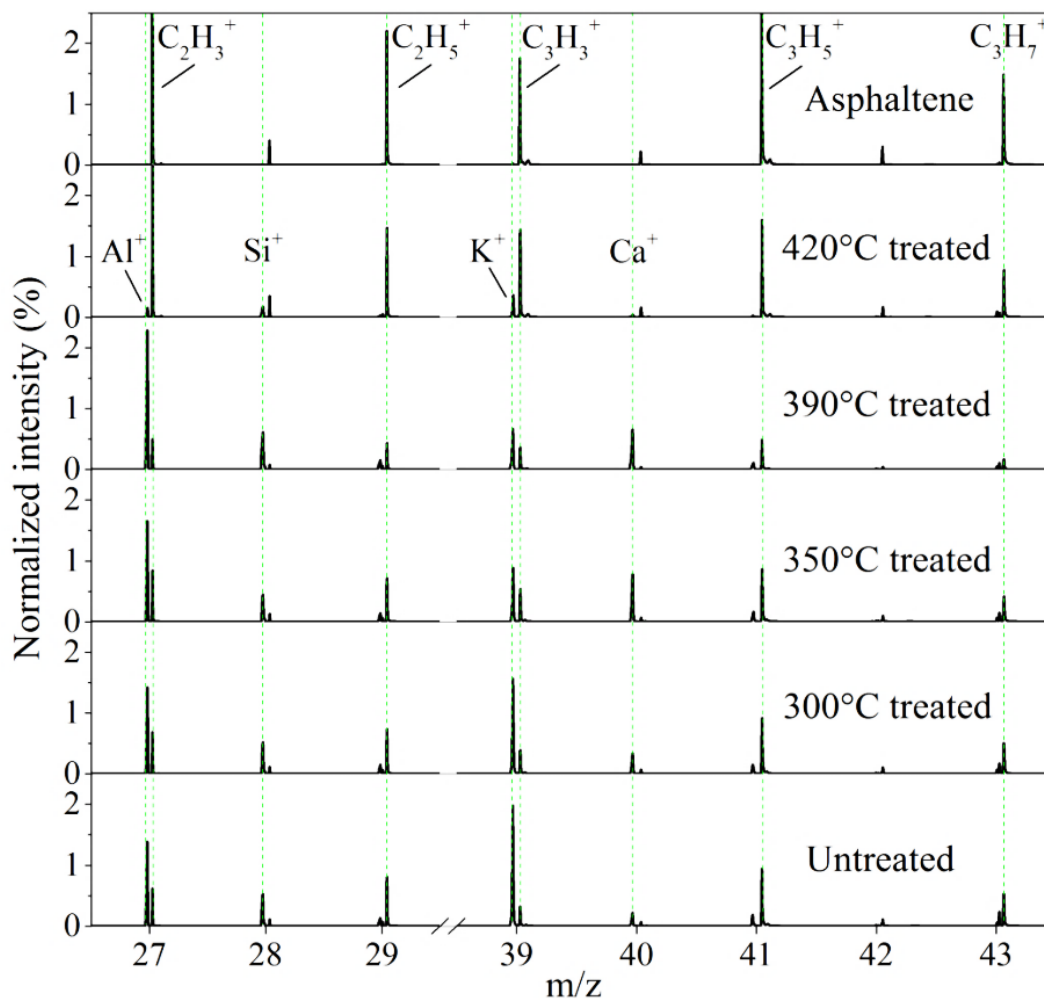 2
1
0
C₂H₃⁺
C₂H₅⁺
C₃H₃⁺
C₃H₅⁺
C₃H₇⁺
Asphaltene
2
1
0
Al⁺
Si⁺
K⁺
Ca⁺
420°C treated
2
1
0
390°C treated
2
1
0
350°C treated
2
1
0
300°C treated
2
1
0
Untreated
Normalized intensity (%)
27 28 29 39 40 41 42 43
m/z